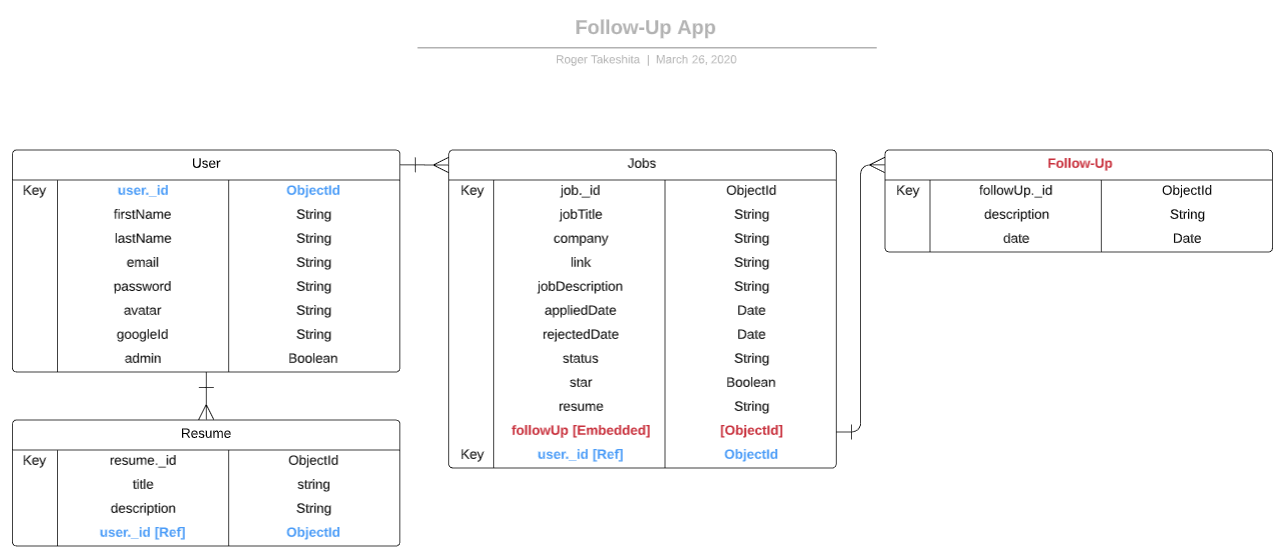 Follow-Up App
Roger Takeshita | March 26, 2020
User
Key user._id ObjectId
firstName String
lastName String
email String
password String
avatar String
googleId String
admin Boolean
Resume
Key resume._id ObjectId
title string
description String
user._id [Ref] ObjectId
Jobs
Key job._id ObjectId
jobTitle String
company String
link String
jobDescription String
appliedDate Date
rejectedDate Date
status String
star Boolean
resume String
followUp [Embedded] [ObjectId]
Key user._id [Ref] ObjectId
Follow-Up
Key followUp._id ObjectId
description String
date Date